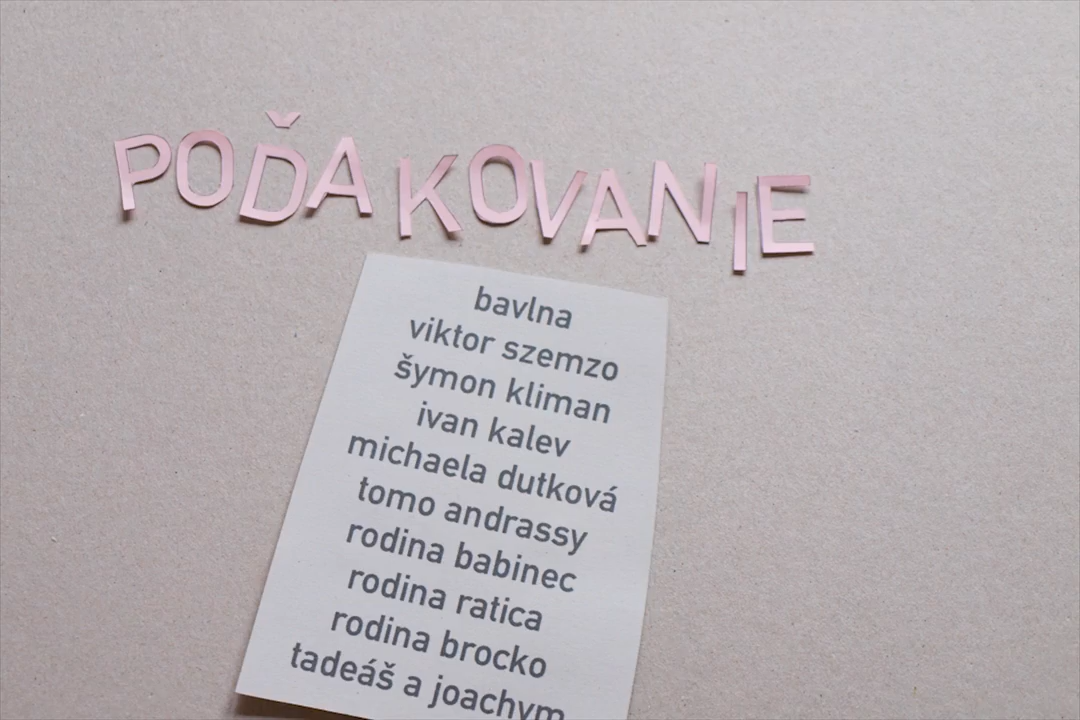 POĎAKOVANIE
bavlna
viktor szemzo
šymon kliman
ivan kalev
michaela dutková
tomo andrassy
rodina babinec
rodina ratica
rodina brocko
tadeáš a joachym